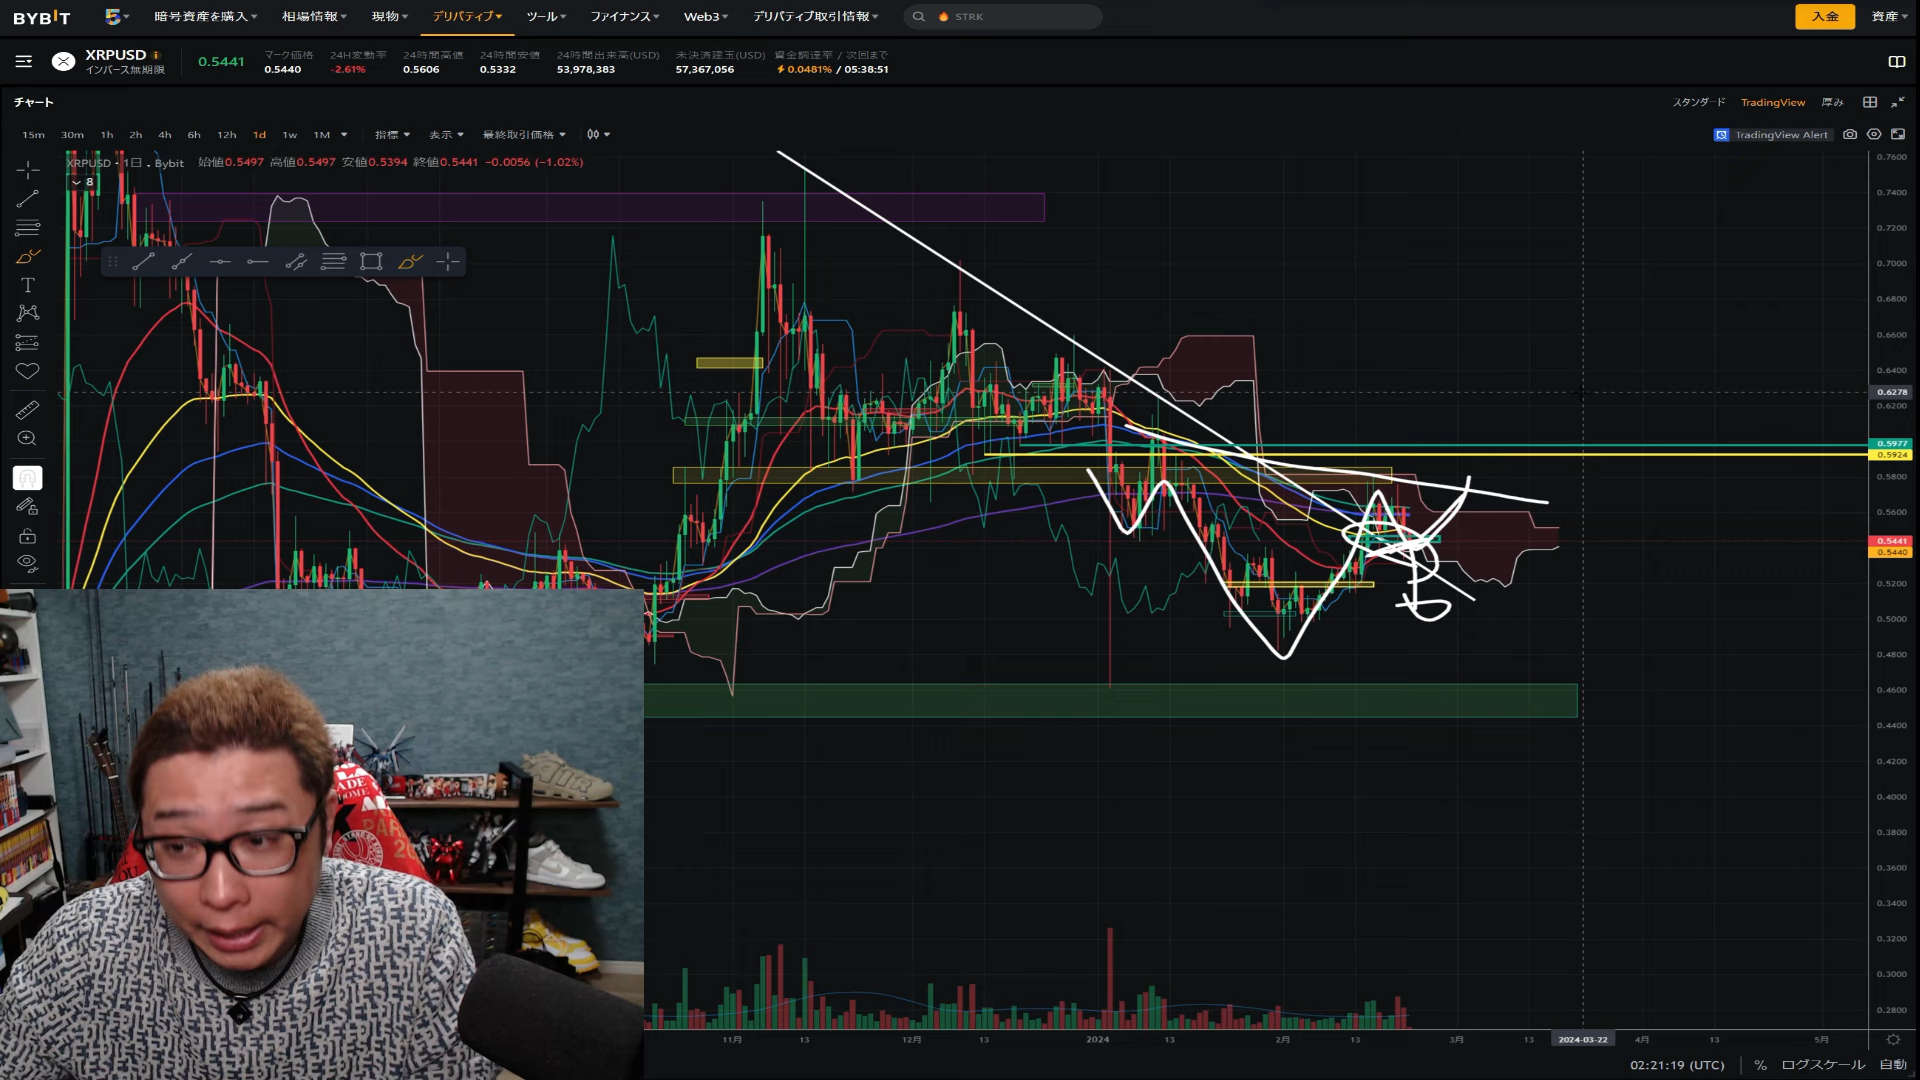 BYBIT
暗号資産を購入 相場情報 現物 デリバティブ ツール ファイナンス Web3 デリバティブ取引情報 STRK 入金 資産
XRPUSD
インバース無期限
0.5441
マーク価格 24H変動率 24時間高値 24時間安値 24時間出来高(USD) 未決済建玉(USD) 資金調達率 / 次回まで
0.5440 -2.61% 0.5606 0.5332 53,978,383 57,367,056 0.0481% / 05:38:51
チャート
スタンダード TradingView 厚み
15m 30m 1h 2h 4h 6h 12h 1d 1w 1M 指標 表示 最終取引価格 TradingView Alert
XRPUSD・1日 . Bybit 始値0.5497 高値0.5497 安値0.5394 終値0.5441 -0.0056 (-1.02%)
8
0.7600
0.7400
0.7200
0.7000
0.6800
0.6600
0.6400
0.6278
0.6200
0.5977
0.5924
0.5800
0.5600
0.5441
0.5440
0.5200
0.5000
0.4800
0.4600
0.4400
0.4200
0.4000
0.3800
0.3600
0.3400
0.3200
0.3000
0.2800
11月 13 12月 13 2024 13 2月 13 3月 13 2024-03-22 4月 13 5月
02:21:19 (UTC) % ログスケール 自動